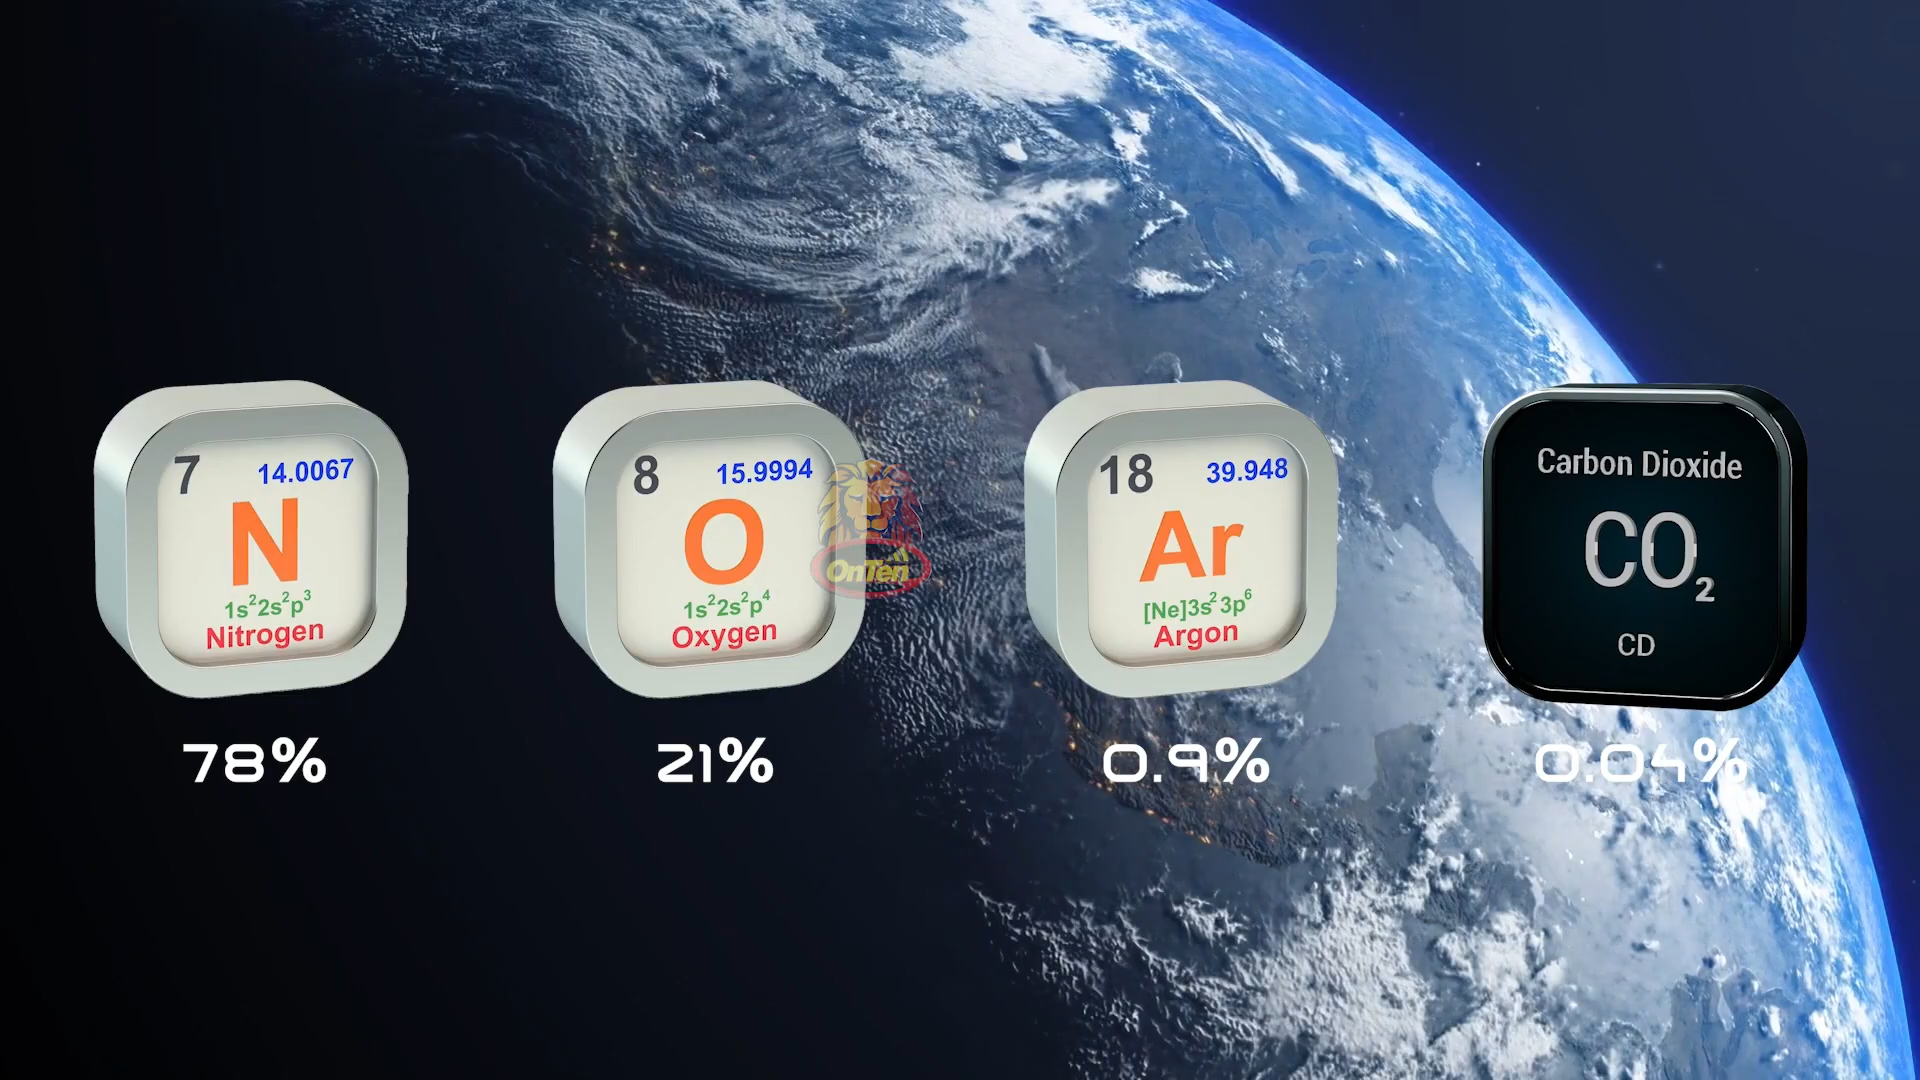 7 14.0067
N
1s²2s²p³
Nitrogen
78%
8 15.9994
O
1s²2s²p⁴
Oxygen
21%
OnTen
18 39.948
Ar
[Ne]3s²3p⁶
Argon
0.9%
Carbon Dioxide
CO₂
CD
0.04%